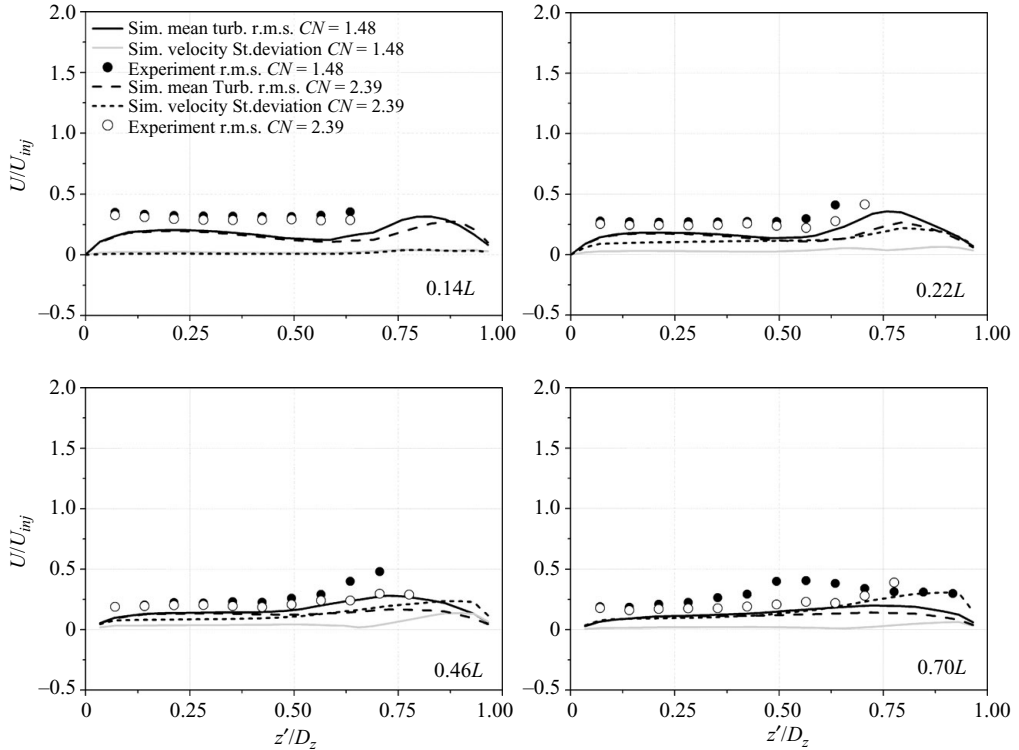 2.0
1.5
1.0
0.5
0
–0.5
U/U_inj
Sim. mean turb. r.m.s. CN = 1.48
Sim. velocity St.deviation CN = 1.48
Experiment r.m.s. CN = 1.48
Sim. mean Turb. r.m.s. CN = 2.39
Sim. velocity St.deviation CN = 2.39
Experiment r.m.s. CN = 2.39
0.14L
0 0.25 0.50 0.75 1.00
2.0
1.5
1.0
0.5
0
–0.5
0.22L
0 0.25 0.50 0.75 1.00
2.0
1.5
1.0
0.5
0
–0.5
U/U_inj
0.46L
0 0.25 0.50 0.75 1.00
z′/D_z
2.0
1.5
1.0
0.5
0
–0.5
0.70L
0 0.25 0.50 0.75 1.00
z′/D_z